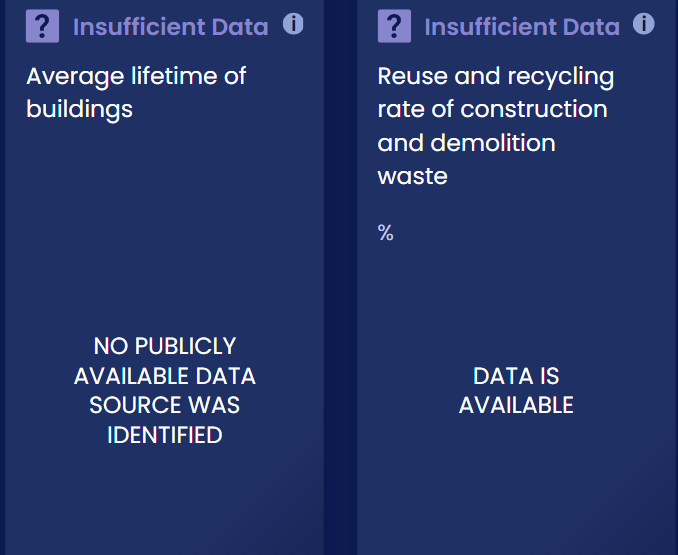 ? Insufficient Data i
Average lifetime of
buildings
NO PUBLICLY
AVAILABLE DATA
SOURCE WAS
IDENTIFIED
? Insufficient Data i
Reuse and recycling
rate of construction
and demolition
waste
%
DATA IS
AVAILABLE